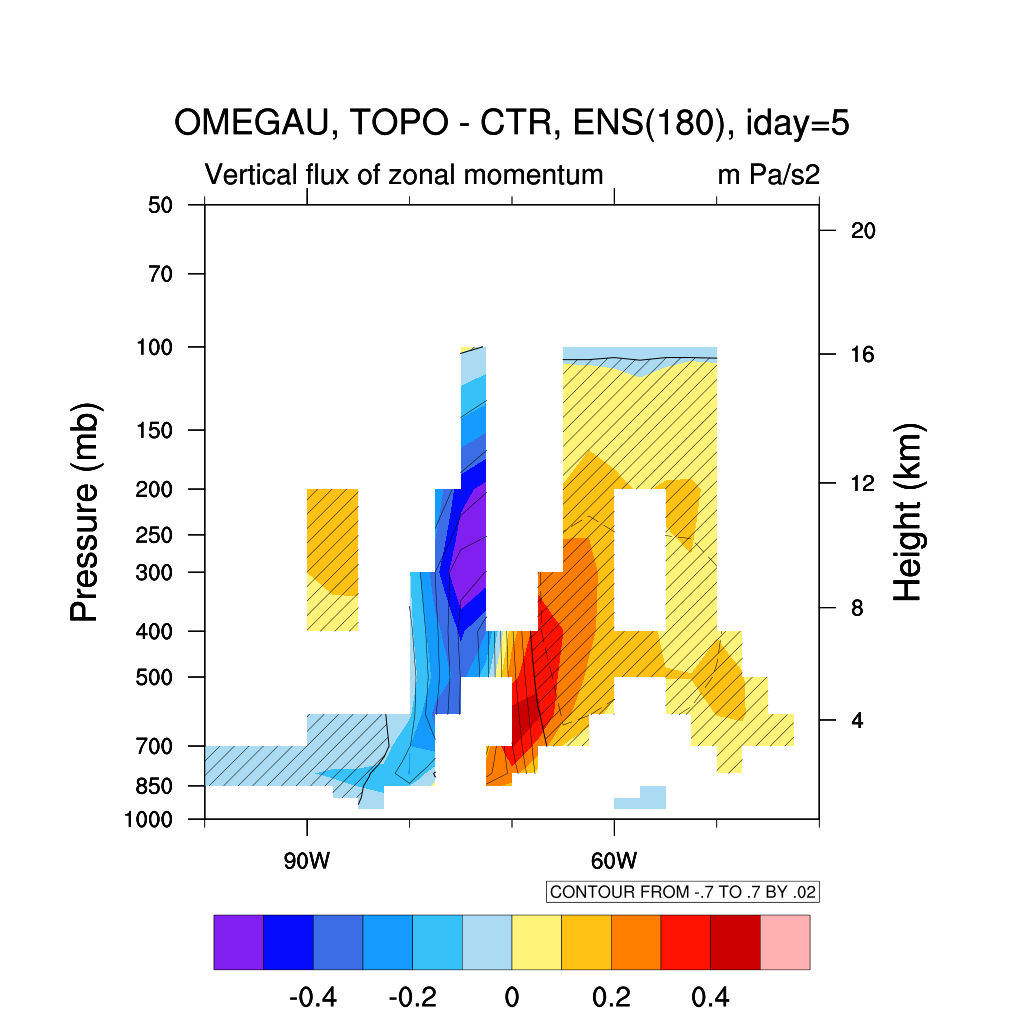 OMEGAU, TOPO - CTR, ENS(180), iday=5
Vertical flux of zonal momentum m Pa/s2
50
70
100
150
200
250
300
400
500
700
850
1000
Pressure (mb)
20
16
12
8
4
Height (km)
90W 60W
CONTOUR FROM -.7 TO .7 BY .02
-0.4 -0.2 0 0.2 0.4